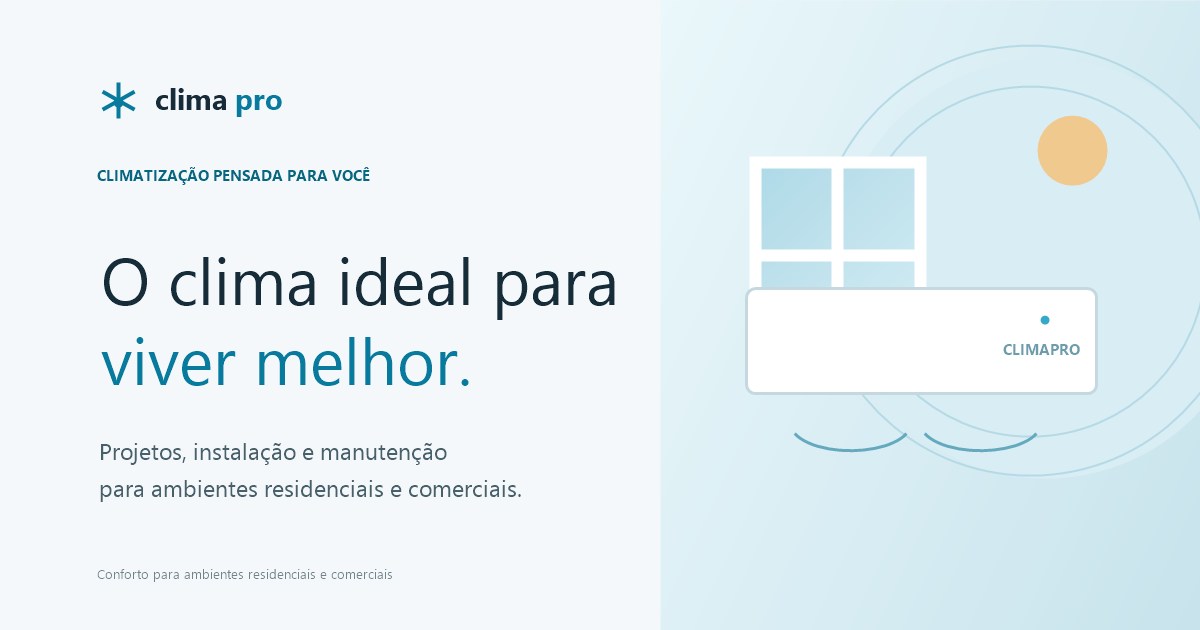 clima pro
CLIMATIZAÇÃO PENSADA PARA VOCÊ
O clima ideal para
viver melhor.
Projetos, instalação e manutenção
para ambientes residenciais e comerciais.
Conforto para ambientes residenciais e comerciais
CLIMAPRO